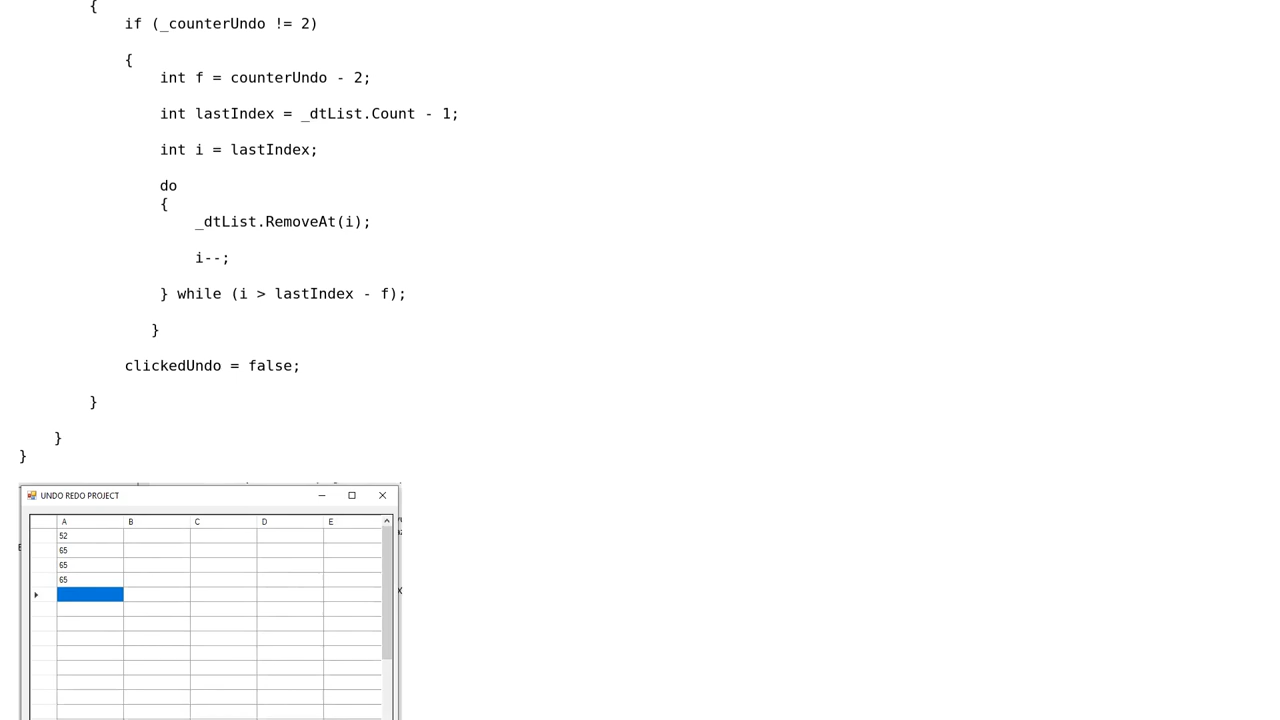 {
if (_counterUndo != 2)
{
int f = counterUndo - 2;
int lastIndex = _dtList.Count - 1;
int i = lastIndex;
do
{
_dtList.RemoveAt(i);
i--;
} while (i > lastIndex - f);
}
clickedUndo = false;
}
}
}
UNDO REDO PROJECT
A B C D E
52
65
65
65